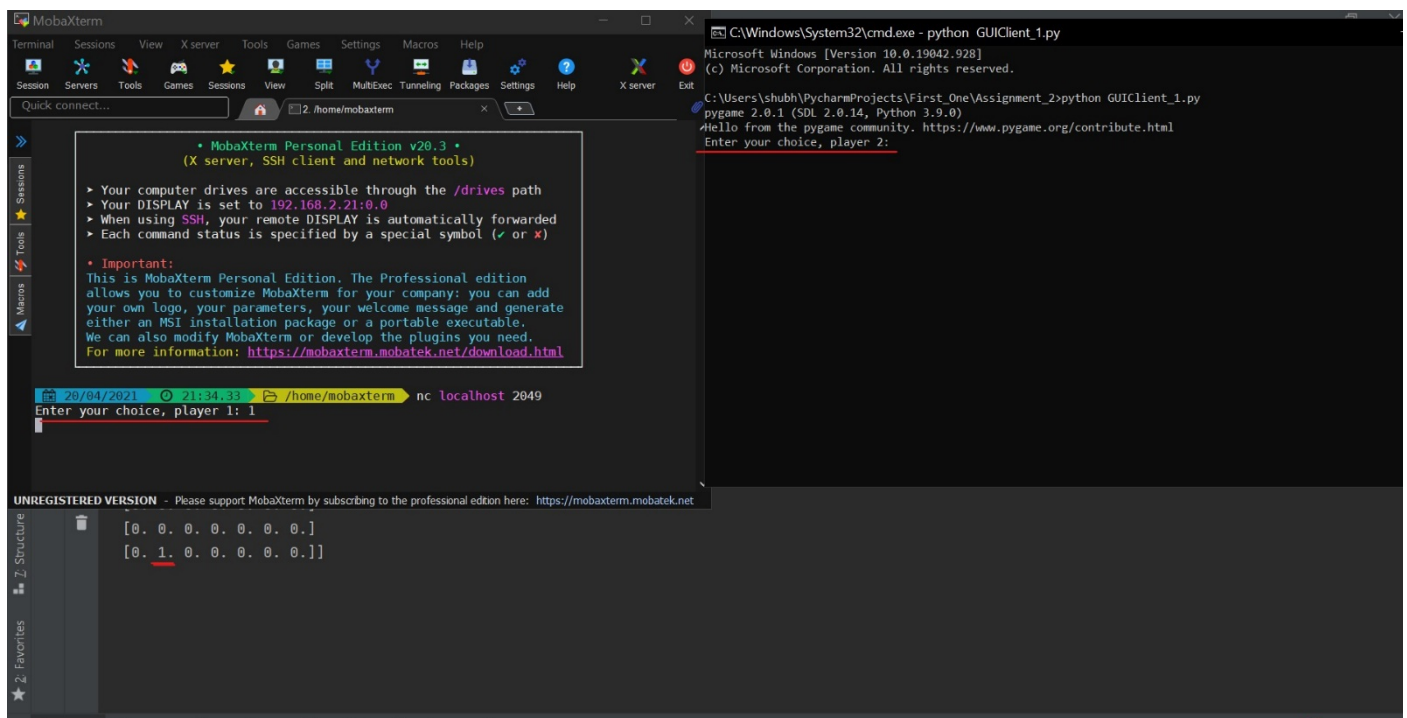 MobaXterm
Terminal Sessions View X server Tools Games Settings Macros Help
Session Servers Tools Games Sessions View Split MultiExec Tunneling Packages Settings Help X server Exit
Quick connect...
2. /home/mobaxterm
Sessions
Tools
Macros
• MobaXterm Personal Edition v20.3 •
(X server, SSH client and network tools)
➤ Your computer drives are accessible through the /drives path
➤ Your DISPLAY is set to 192.168.2.21:0.0
➤ When using SSH, your remote DISPLAY is automatically forwarded
➤ Each command status is specified by a special symbol (✓ or ✗)
• Important:
This is MobaXterm Personal Edition. The Professional edition
allows you to customize MobaXterm for your company: you can add
your own logo, your parameters, your welcome message and generate
either an MSI installation package or a portable executable.
We can also modify MobaXterm or develop the plugins you need.
For more information: https://mobaxterm.mobatek.net/download.html
20/04/2021 21:34.33 /home/mobaxterm nc localhost 2049
Enter your choice, player 1: 1
UNREGISTERED VERSION - Please support MobaXterm by subscribing to the professional edition here: https://mobaxterm.mobatek.net
C:\Windows\System32\cmd.exe - python GUIClient_1.py
Microsoft Windows [Version 10.0.19042.928]
(c) Microsoft Corporation. All rights reserved.
C:\Users\shubh\PycharmProjects\First_One\Assignment_2>python GUIClient_1.py
pygame 2.0.1 (SDL 2.0.14, Python 3.9.0)
Hello from the pygame community. https://www.pygame.org/contribute.html
Enter your choice, player 2:
[0. 0. 0. 0. 0. 0. 0.]
[0. 1. 0. 0. 0. 0. 0.]]
Z: Structure
2: Favorites